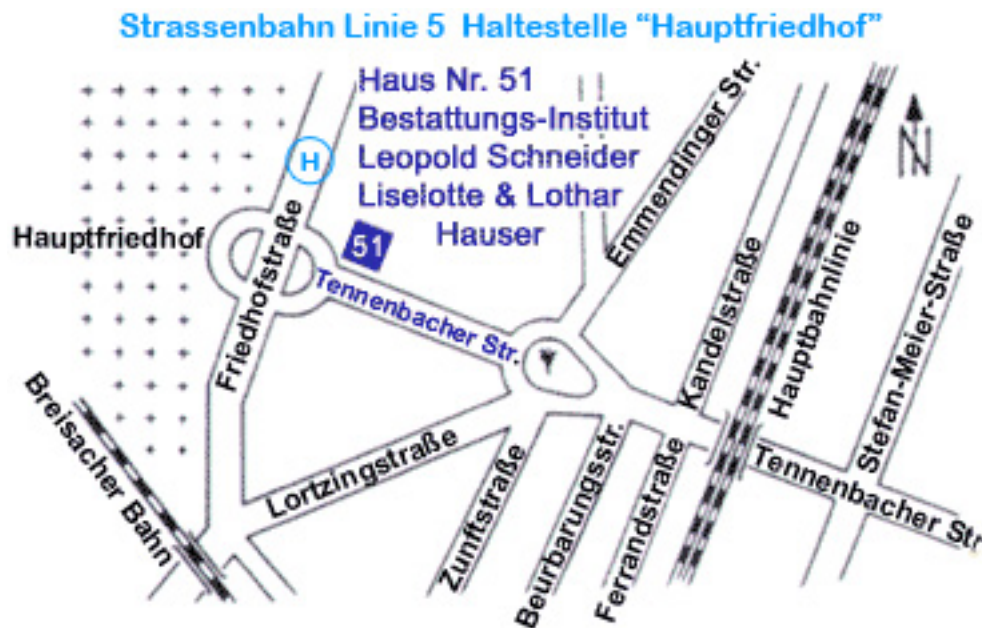 Strassenbahn Linie 5 Haltestelle “Hauptfriedhof”
Haus Nr. 51
Bestattungs-Institut
Leopold Schneider
Liselotte & Lothar
Hauser
H
N
Hauptfriedhof
51
Friedhofstraße
Tennenbacher Str.
Emmendinger Str.
Kandelstraße
Hauptbahnlinie
Stefan-Meier-Straße
Breisacher Bahn
Lortzingstraße
Zunftstraße
Beurbarungsstr.
Ferrandstraße
Tennenbacher Str.